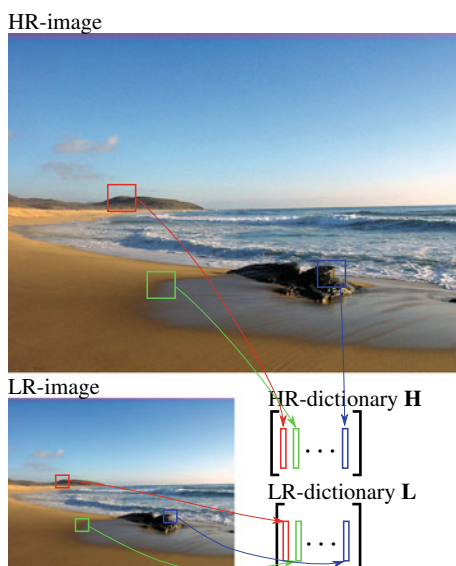 HR-image
LR-image
HR-dictionary H
[ ... ]
LR-dictionary L
[ ... ]